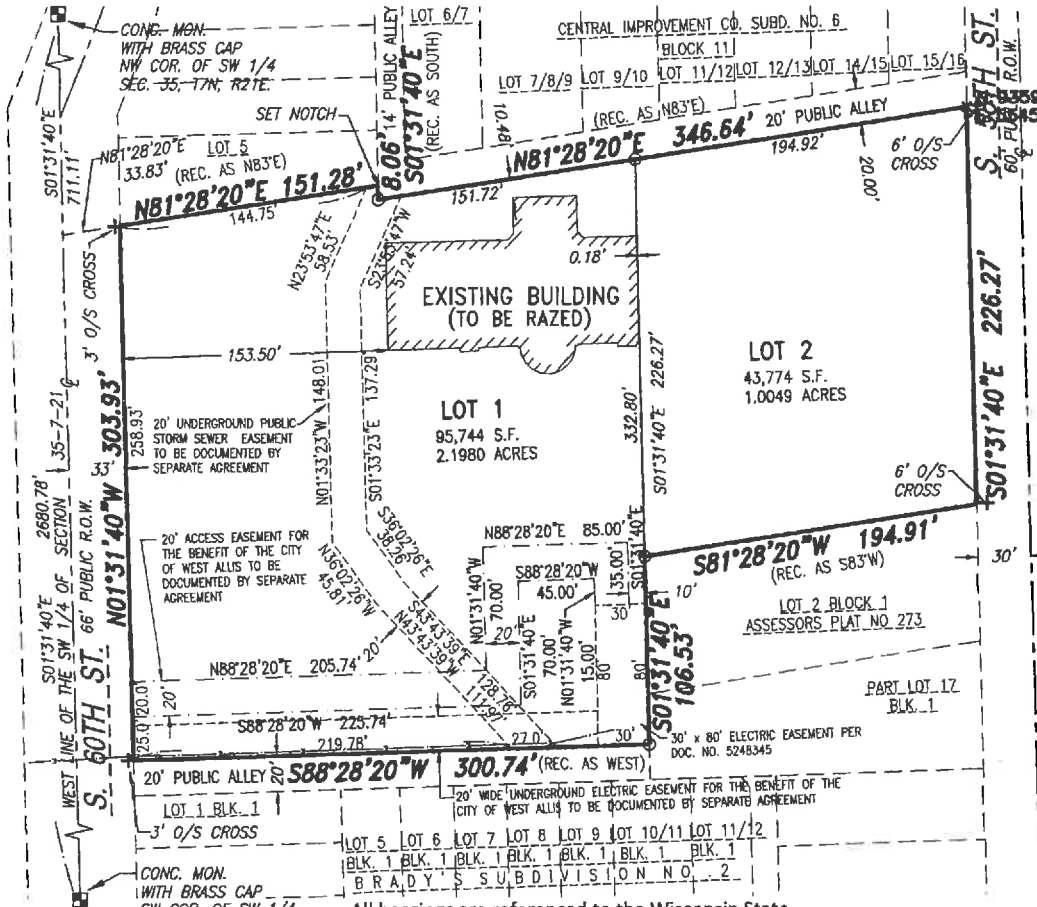 CONC. MON.
WITH BRASS CAP
NW COR. OF SW 1/4
SEC. 35, T7N, R21E.
SET NOTCH
14' PUBLIC ALLEY
LOT 6/7
8.06'
S01°31'40"E
(REC. AS SOUTH)
CENTRAL IMPROVEMENT CO. SUBD. NO. 6
BLOCK 11
LOT 7/8/9
LOT 9/10
LOT 11/12
LOT 12/13
LOT 14/15
LOT 15/16
10.48'
(REC. AS N83'E)
N81°28'20"E 346.64'
20' PUBLIC ALLEY
151.72'
194.92'
20.00'
6' O/S
CROSS
60' PUBLIC R.O.W.
S01°31'40"E
711.11'
N81°28'20"E
33.83' (REC. AS N83'E)
LOT 5
N81°28'20"E 151.28'
144.75'
3' O/S CROSS
N23°53'47"E
58.53'
S23°53'47"W
57.24'
0.18'
EXISTING BUILDING
(TO BE RAZED)
153.50'
LOT 1
95,744 S.F.
2.1980 ACRES
LOT 2
43,774 S.F.
1.0049 ACRES
332.80'
S01°31'40"E 226.27'
S01°31'40"E 226.27'
N01°31'40"W 303.93'
258.93'
33'
20' UNDERGROUND PUBLIC
STORM SEWER EASEMENT
TO BE DOCUMENTED BY
SEPARATE AGREEMENT
N01°33'23"W 148.01'
S01°33'23"E 137.29'
S36°02'26"E
38.26'
N36°02'26"W
45.81'
20' ACCESS EASEMENT FOR
THE BENEFIT OF THE CITY
OF WEST ALLIS TO BE
DOCUMENTED BY SEPARATE
AGREEMENT
S01°31'40"E 2680.78'
WEST LINE OF THE SW 1/4 OF SECTION 35-7-21
S. 60TH ST. 66' PUBLIC R.O.W.
N88°28'20"E 85.00'
S88°28'20"W
45.00'
S01°31'40"E
35.00'
30'
N01°31'40"W
70.00'
20'
S01°31'40"E
70.00'
N01°31'40"W
15.00'
80'
80'
10'
S01°31'40"E
106.53'
6' O/S
CROSS
S81°28'20"W 194.91'
(REC. AS S83'W)
30'
LOT 2 BLOCK 1
ASSESSORS PLAT NO 273
PART LOT 17
BLK. 1
20'
S43°43'39"E 128.78'
N43°43'39"W 111.97'
N88°28'20"E 205.74'
20.0'
20'
25.0'
S88°28'20"W 225.74'
219.78'
27.0'
30'
30' x 80' ELECTRIC EASEMENT PER
DOC. NO. 5248345
20' PUBLIC ALLEY
20'
S88°28'20"W 300.74' (REC. AS WEST)
20' WIDE UNDERGROUND ELECTRIC EASEMENT FOR THE BENEFIT OF THE
CITY OF WEST ALLIS TO BE DOCUMENTED BY SEPARATE AGREEMENT
LOT 1 BLK. 1
3' O/S CROSS
LOT 5 LOT 6 LOT 7 LOT 8 LOT 9 LOT 10/11 LOT 11/12
BLK. 1 BLK. 1 BLK. 1 BLK. 1 BLK. 1 BLK. 1 BLK. 1
BRADY'S SUBDIVISION NO. 2
CONC. MON.
WITH BRASS CAP
SW COR. OF SW 1/4
All bearings are referenced to the Wisconsin State